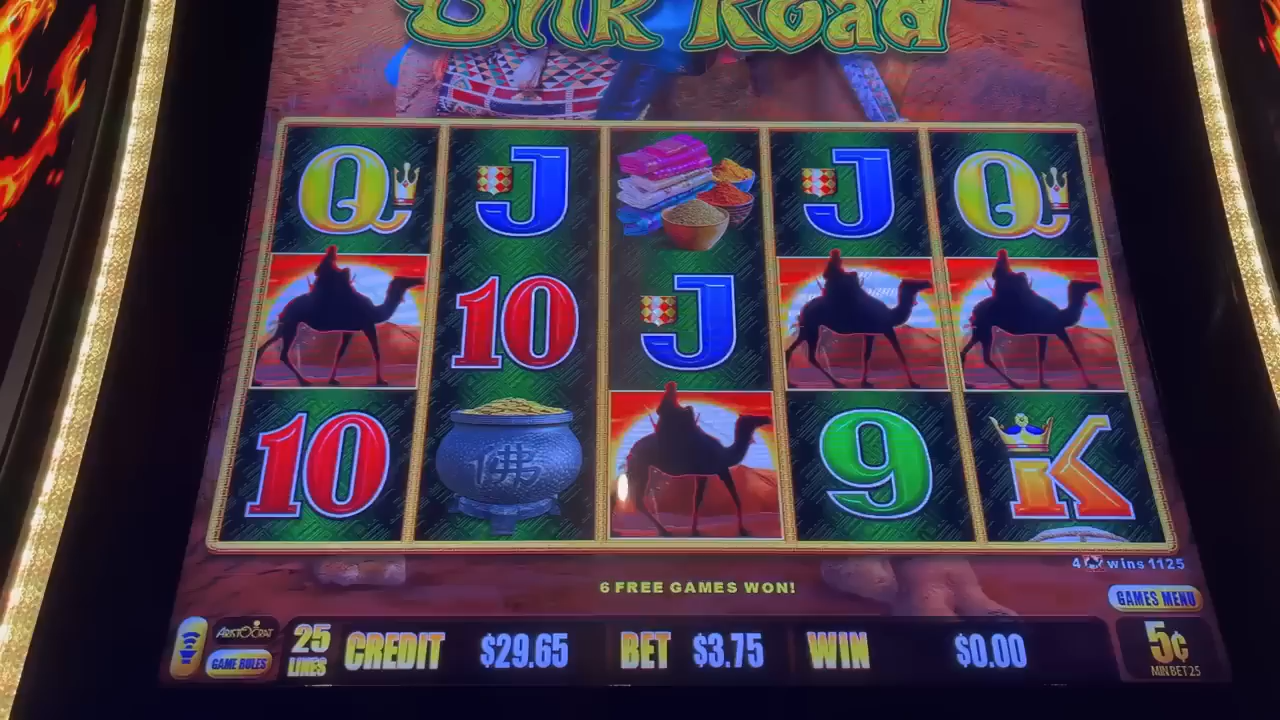 Silk Road
Q J J Q
10 J
佛
10 9 K
4 wins 1125
6 FREE GAMES WON!
GAMES MENU
ARISTOCRAT
GAME RULES
25 LINES
CREDIT $29.65 BET $3.75 WIN $0.00
5¢
MIN BET 25